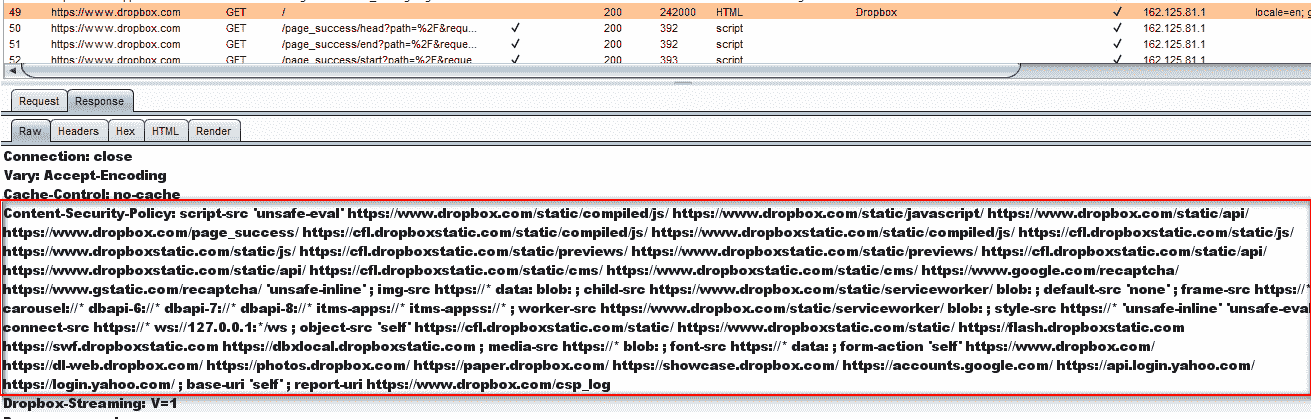 49 https://www.dropbox.com GET / 200 242000 HTML Dropbox ✓ 162.125.81.1 locale=en; g
50 https://www.dropbox.com GET /page_success/head?path=%2F&reque... ✓ 200 392 script ✓ 162.125.81.1
51 https://www.dropbox.com GET /page_success/end?path=%2F&reque... ✓ 200 392 script ✓ 162.125.81.1
52 https://www.dropbox.com GET /page_success/start?path=%2F&reque ✓ 200 393 script ✓ 162.125.81.1
Request Response
Raw Headers Hex HTML Render
Connection: close
Vary: Accept-Encoding
Cache-Control: no-cache
Content-Security-Policy: script-src 'unsafe-eval' https://www.dropbox.com/static/compiled/js/ https://www.dropbox.com/static/javascript/ https://www.dropbox.com/static/api/
https://www.dropbox.com/page_success/ https://cfl.dropboxstatic.com/static/compiled/js/ https://www.dropboxstatic.com/static/compiled/js/ https://cfl.dropboxstatic.com/static/js/
https://www.dropboxstatic.com/static/js/ https://cfl.dropboxstatic.com/static/previews/ https://www.dropboxstatic.com/static/previews/ https://cfl.dropboxstatic.com/static/api/
https://www.dropboxstatic.com/static/api/ https://cfl.dropboxstatic.com/static/cms/ https://www.dropboxstatic.com/static/cms/ https://www.google.com/recaptcha/
https://www.gstatic.com/recaptcha/ 'unsafe-inline' ; img-src https://* data: blob: ; child-src https://www.dropbox.com/static/serviceworker/ blob: ; default-src 'none' ; frame-src https://*
carousel://* dbapi-6://* dbapi-7://* dbapi-8://* itms-apps://* itms-appss://* ; worker-src https://www.dropbox.com/static/serviceworker/ blob: ; style-src https://* 'unsafe-inline' 'unsafe-eval
connect-src https://* ws://127.0.0.1:*/ws ; object-src 'self' https://cfl.dropboxstatic.com/static/ https://www.dropboxstatic.com/static/ https://flash.dropboxstatic.com
https://swf.dropboxstatic.com https://dbxlocal.dropboxstatic.com ; media-src https://* blob: ; font-src https://* data: ; form-action 'self' https://www.dropbox.com/
https://dl-web.dropbox.com/ https://photos.dropbox.com/ https://paper.dropbox.com/ https://showcase.dropbox.com/ https://accounts.google.com/ https://api.login.yahoo.com/
https://login.yahoo.com/ ; base-uri 'self' ; report-uri https://www.dropbox.com/csp_log
Dropbox-Streaming: V=1